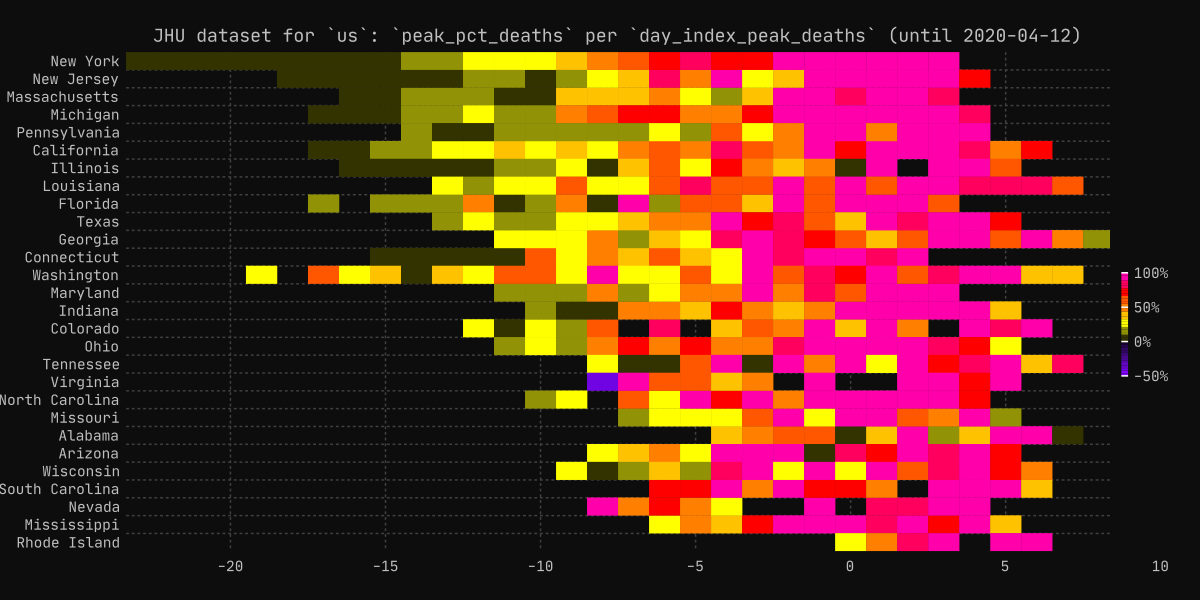 JHU dataset for `us`: `peak_pct_deaths` per `day_index_peak_deaths` (until 2020-04-12)
New York
New Jersey
Massachusetts
Michigan
Pennsylvania
California
Illinois
Louisiana
Florida
Texas
Georgia
Connecticut
Washington
Maryland
Indiana
Colorado
Ohio
Tennessee
Virginia
North Carolina
Missouri
Alabama
Arizona
Wisconsin
South Carolina
Nevada
Mississippi
Rhode Island
100%
50%
0%
−50%
−20 −15 −10 −5 0 5 10